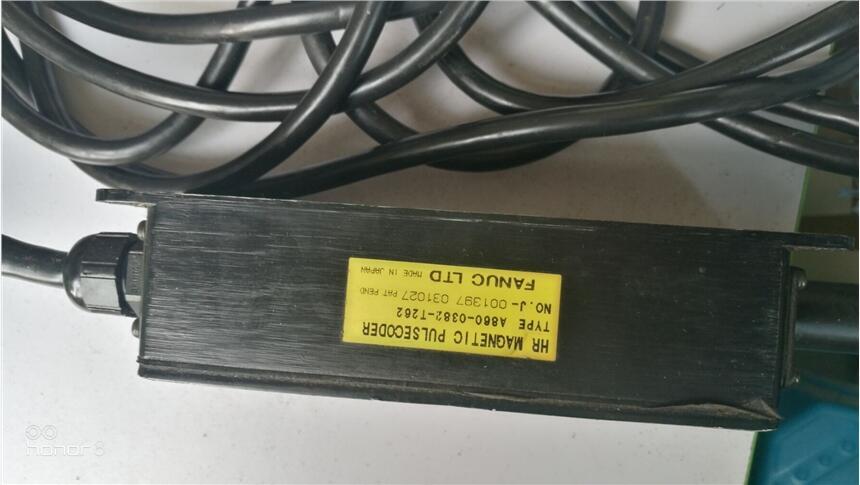 HR MAGNETIC PULSECODER
TYPE A860-0382-T262
NO.J- 001397 031027 PAT PEND
FANUC LTD MADE IN JAPAN
honor 8